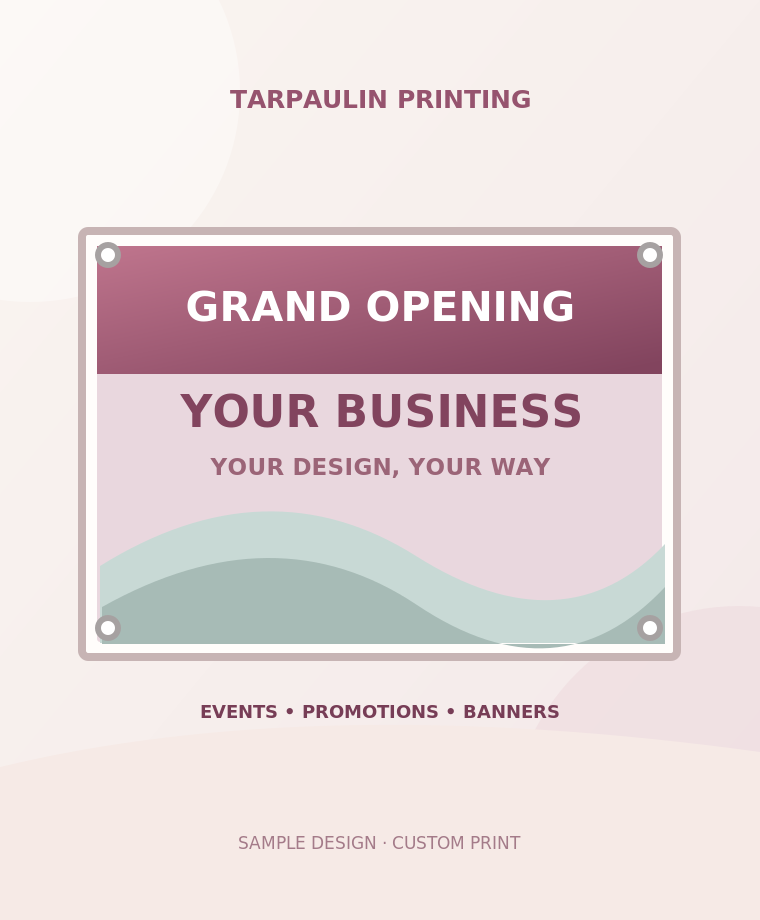 TARPAULIN PRINTING
GRAND OPENING
YOUR BUSINESS
YOUR DESIGN, YOUR WAY
EVENTS • PROMOTIONS • BANNERS
SAMPLE DESIGN · CUSTOM PRINT